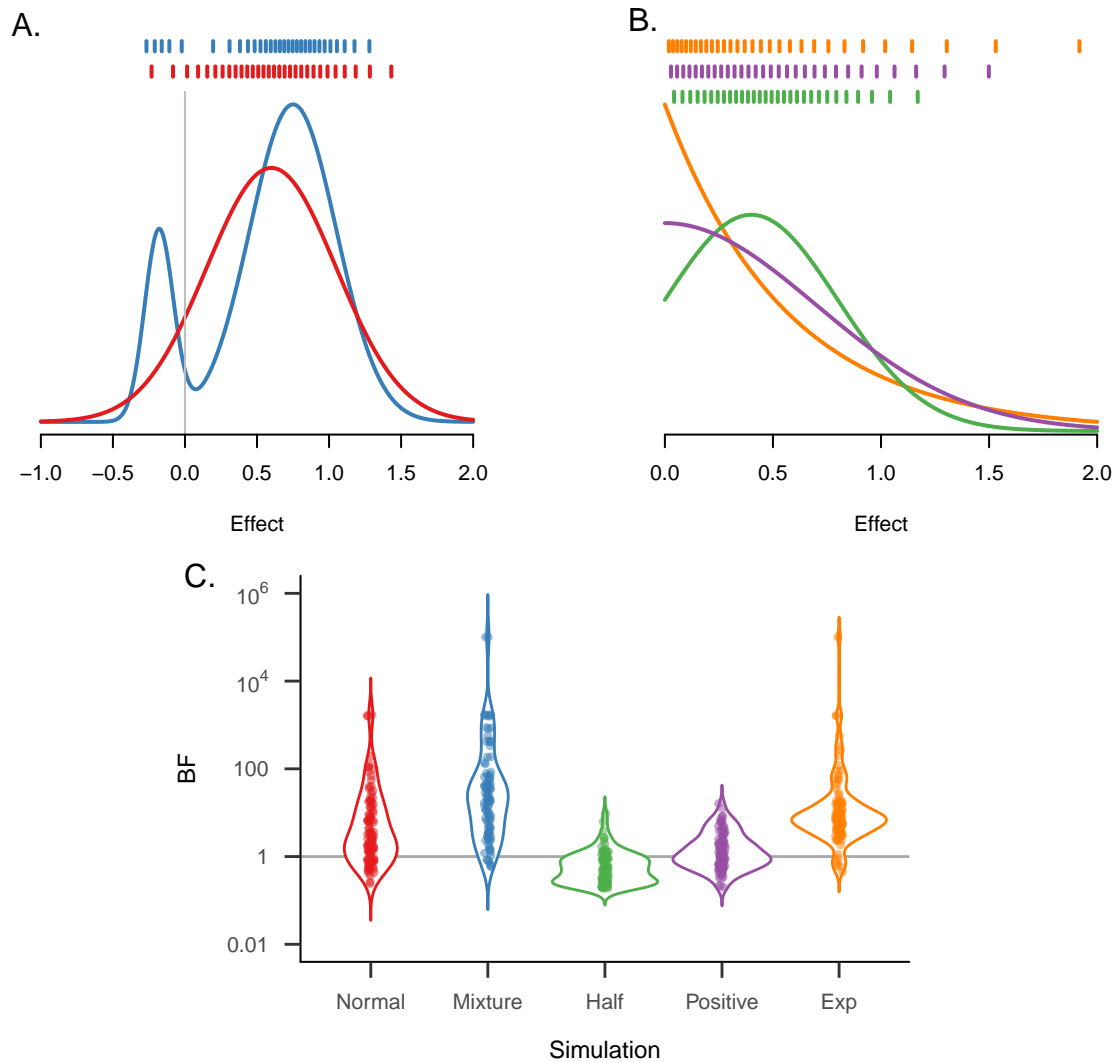 A.
B.
−1.0 −0.5 0.0 0.5 1.0 1.5 2.0
0.0 0.5 1.0 1.5 2.0
Effect
Effect
C.
10^6
10^4
100
1
0.01
BF
Normal Mixture Half Positive Exp
Simulation